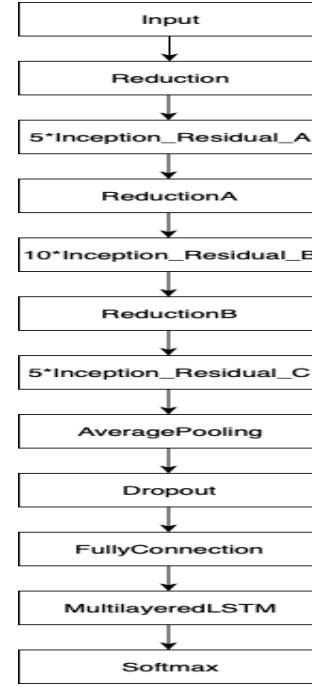 Input
Reduction
5*Inception_Residual_A
ReductionA
10*Inception_Residual_B
ReductionB
5*Inception_Residual_C
AveragePooling
Dropout
FullyConnection
MultilayeredLSTM
Softmax